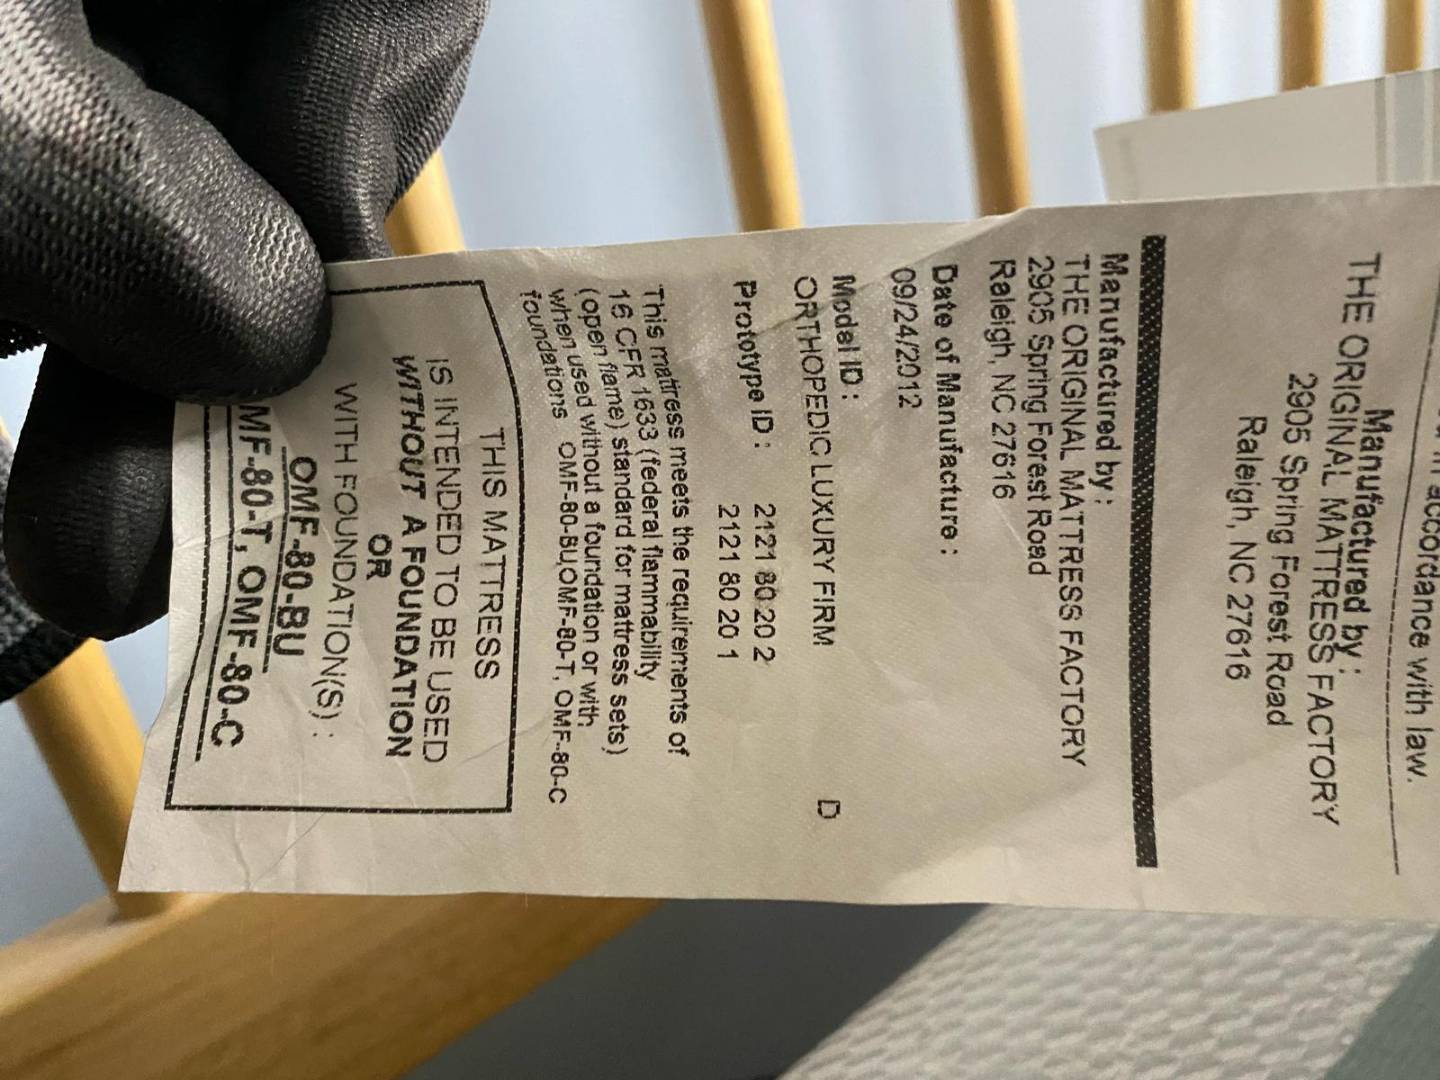 in accordance with law.
Manufactured by :
THE ORIGINAL MATTRESS FACTORY
2905 Spring Forest Road
Raleigh, NC 27616
Manufactured by :
THE ORIGINAL MATTRESS FACTORY
2905 Spring Forest Road
Raleigh, NC 27616
Date of Manufacture :
09/24/2012
Model ID :
ORTHOPEDIC LUXURY FIRM D
Prototype ID : 2121 80 20 2
2121 80 20 1
This mattress meets the requirements of
16 CFR 1633 (federal flammability
(open flame) standard for mattress sets)
when used without a foundation or with
foundations OMF-80-BU,OMF-80-T, OMF-80-C
THIS MATTRESS
IS INTENDED TO BE USED
WITHOUT A FOUNDATION
OR
WITH FOUNDATION(S) :
OMF-80-BU
MF-80-T, OMF-80-C